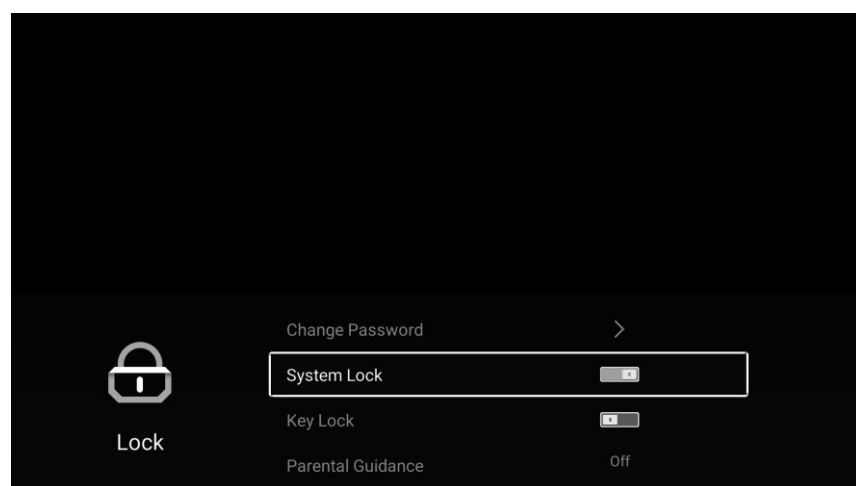 Change Password
System Lock
Key Lock
Lock
Parental Guidance Off